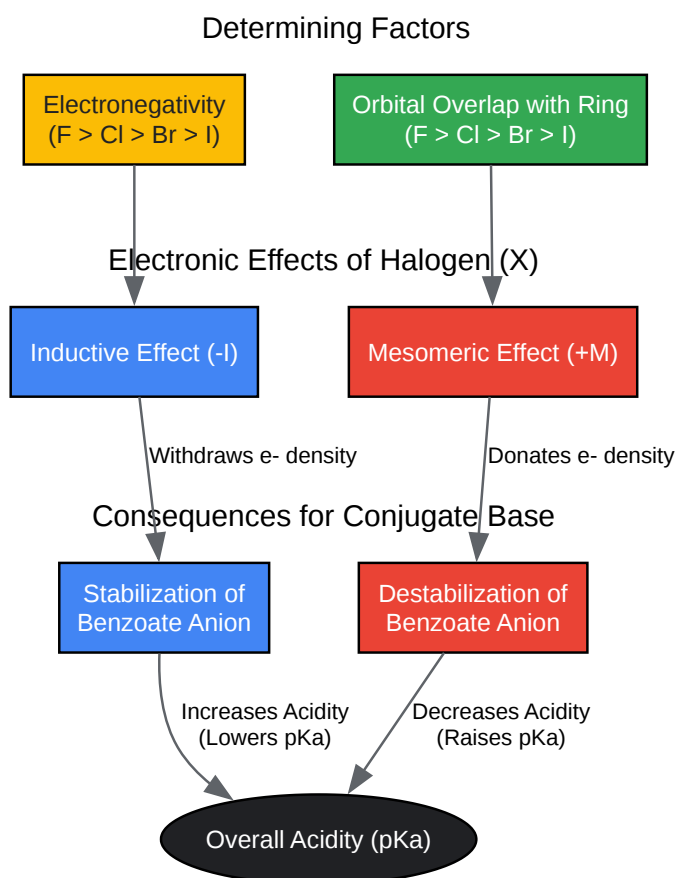 Determining Factors
Electronegativity
(F > Cl > Br > I)
Orbital Overlap with Ring
(F > Cl > Br > I)
Electronic Effects of Halogen (X)
Inductive Effect (-I)
Mesomeric Effect (+M)
Withdraws e- density
Donates e- density
Consequences for Conjugate Base
Stabilization of
Benzoate Anion
Destabilization of
Benzoate Anion
Increases Acidity
(Lowers pKa)
Decreases Acidity
(Raises pKa)
Overall Acidity (pKa)